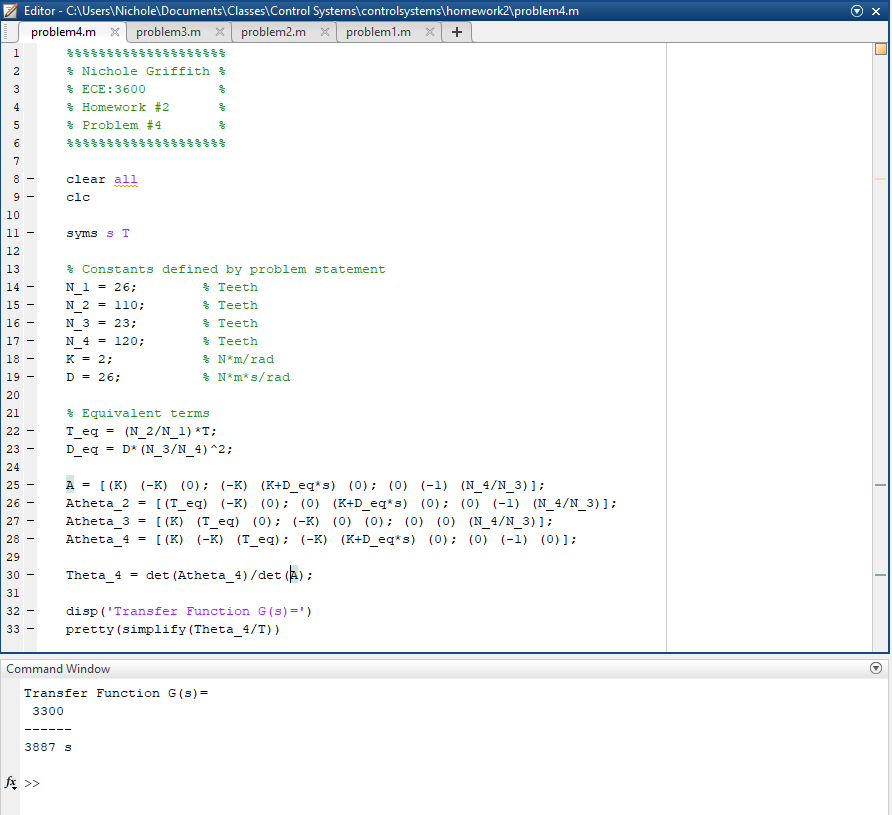 Editor - C:\Users\Nichole\Documents\Classes\Control Systems\controlsystems\homework2\problem4.m
problem4.m problem3.m problem2.m problem1.m +
1 %%%%%%%%%%%%%%%%%%%%
2 % Nichole Griffith %
3 % ECE:3600 %
4 % Homework #2 %
5 % Problem #4 %
6 %%%%%%%%%%%%%%%%%%%%
7
8 - clear all
9 - clc
10
11 - syms s T
12
13 % Constants defined by problem statement
14 - N_1 = 26; % Teeth
15 - N_2 = 110; % Teeth
16 - N_3 = 23; % Teeth
17 - N_4 = 120; % Teeth
18 - K = 2; % N*m/rad
19 - D = 26; % N*m*s/rad
20
21 % Equivalent terms
22 - T_eq = (N_2/N_1)*T;
23 - D_eq = D*(N_3/N_4)^2;
24
25 - A = [(K) (-K) (0); (-K) (K+D_eq*s) (0); (0) (-1) (N_4/N_3)];
26 - Atheta_2 = [(T_eq) (-K) (0); (0) (K+D_eq*s) (0); (0) (-1) (N_4/N_3)];
27 - Atheta_3 = [(K) (T_eq) (0); (-K) (0) (0); (0) (0) (N_4/N_3)];
28 - Atheta_4 = [(K) (-K) (T_eq); (-K) (K+D_eq*s) (0); (0) (-1) (0)];
29
30 - Theta_4 = det(Atheta_4)/det(A);
31
32 - disp('Transfer Function G(s)=')
33 - pretty(simplify(Theta_4/T))
Command Window
Transfer Function G(s)=
3300
------
3887 s
fx >>